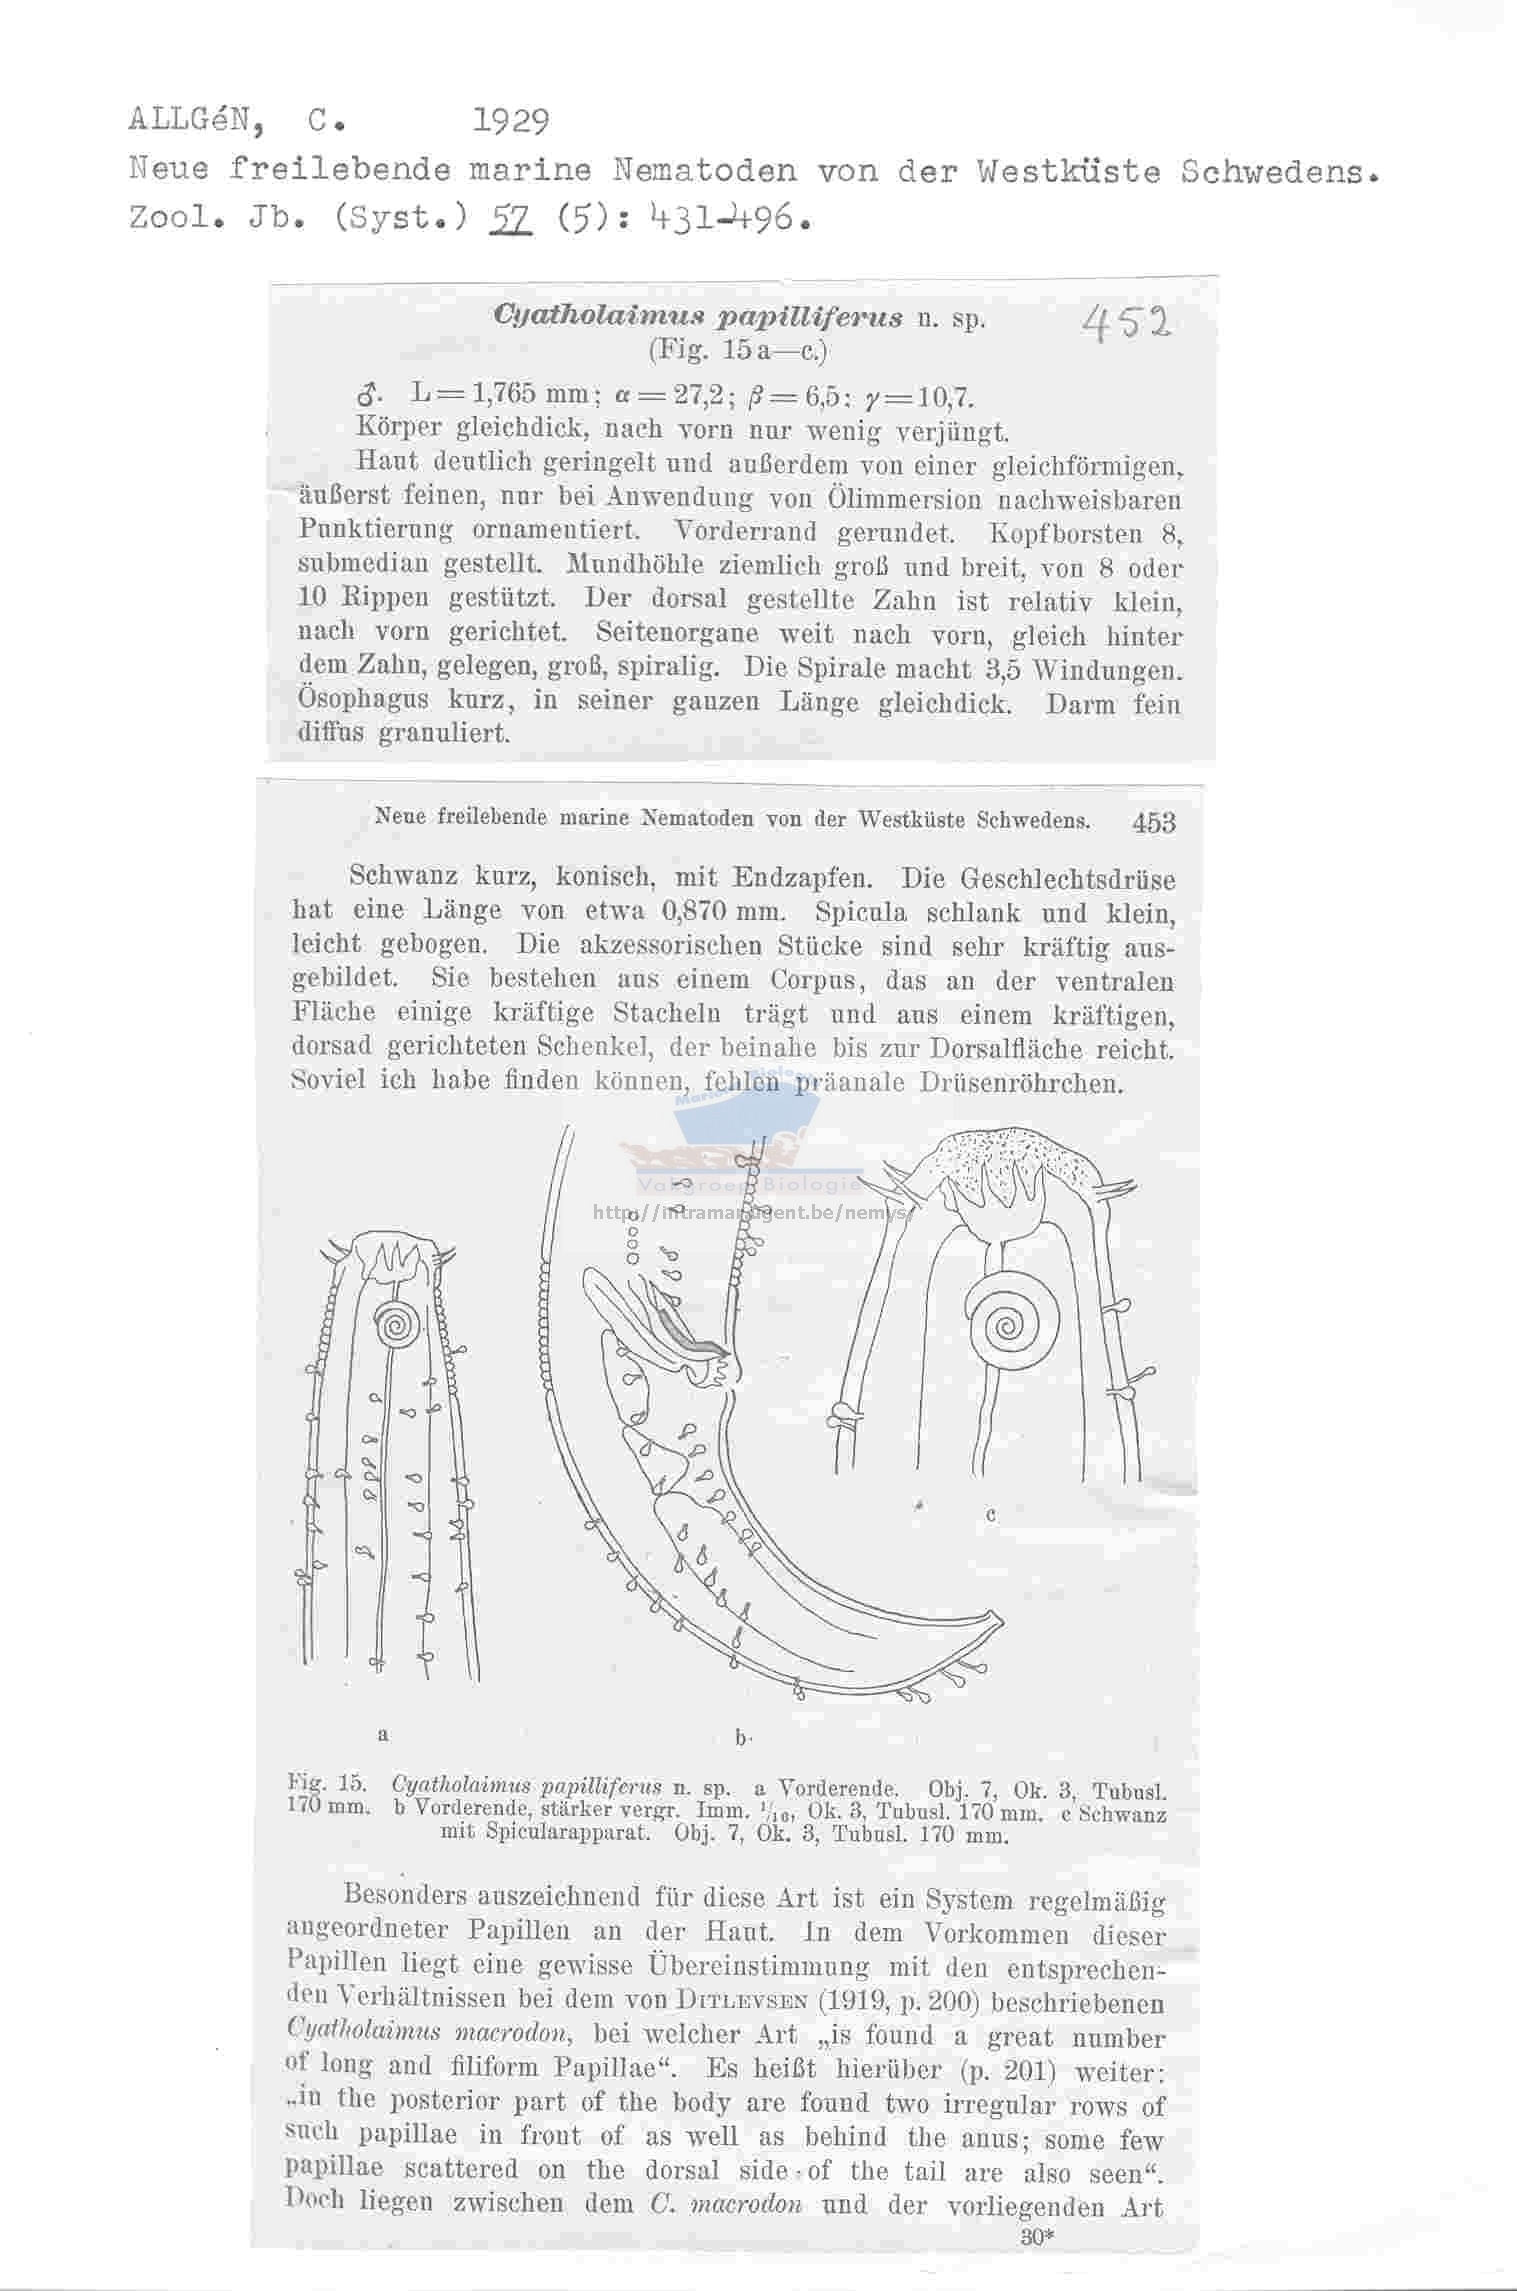 ALLGéN, C. 1929
Neue freilebende marine Nematoden von der Westküste Schwedens.
Zool. Jb. (Syst.) 57 (5): 431-496.
Cyatholaimus papilliferus n. sp. 452
(Fig. 15 a—c.)
♂. L = 1,765 mm; α = 27,2; β = 6,5; γ = 10,7.
Körper gleichdick, nach vorn nur wenig verjüngt.
Haut deutlich geringelt und außerdem von einer gleichförmigen,
äußerst feinen, nur bei Anwendung von Ölimmersion nachweisbaren
Punktierung ornamentiert. Vorderrand gerundet. Kopfborsten 8,
submedian gestellt. Mundhöhle ziemlich groß und breit, von 8 oder
10 Rippen gestützt. Der dorsal gestellte Zahn ist relativ klein,
nach vorn gerichtet. Seitenorgane weit nach vorn, gleich hinter
dem Zahn, gelegen, groß, spiralig. Die Spirale macht 3,5 Windungen.
Ösophagus kurz, in seiner ganzen Länge gleichdick. Darm fein
diffus granuliert.
Neue freilebende marine Nematoden von der Westküste Schwedens. 453
Schwanz kurz, konisch, mit Endzapfen. Die Geschlechtsdrüse
hat eine Länge von etwa 0,870 mm. Spicula schlank und klein,
leicht gebogen. Die akzessorischen Stücke sind sehr kräftig aus-
gebildet. Sie bestehen aus einem Corpus, das an der ventralen
Fläche einige kräftige Stacheln trägt und aus einem kräftigen,
dorsad gerichteten Schenkel, der beinahe bis zur Dorsalfläche reicht.
Soviel ich habe finden können, fehlen präanale Drüsenröhrchen.
Marine Biology
Vakgroep Biologie
http://intramar.ugent.be/nemys/
c
a
b.
Fig. 15. Cyatholaimus papilliferus n. sp. a Vorderende. Obj. 7, Ok. 3, Tubusl.
170 mm. b Vorderende, stärker vergr. Imm. 1/16, Ok. 3, Tubusl. 170 mm. c Schwanz
mit Spicularapparat. Obj. 7, Ok. 3, Tubusl. 170 mm.
Besonders auszeichnend für diese Art ist ein System regelmäßig
angeordneter Papillen an der Haut. In dem Vorkommen dieser
Papillen liegt eine gewisse Übereinstimmung mit den entsprechen-
den Verhältnissen bei dem von DITLEVSEN (1919, p. 200) beschriebenen
Cyatholaimus macrodon, bei welcher Art „is found a great number
of long and filiform Papillae“. Es heißt hierüber (p. 201) weiter:
„in the posterior part of the body are found two irregular rows of
such papillae in front of as well as behind the anus; some few
papillae scattered on the dorsal side of the tail are also seen“.
Doch liegen zwischen dem C. macrodon und der vorliegenden Art
30*